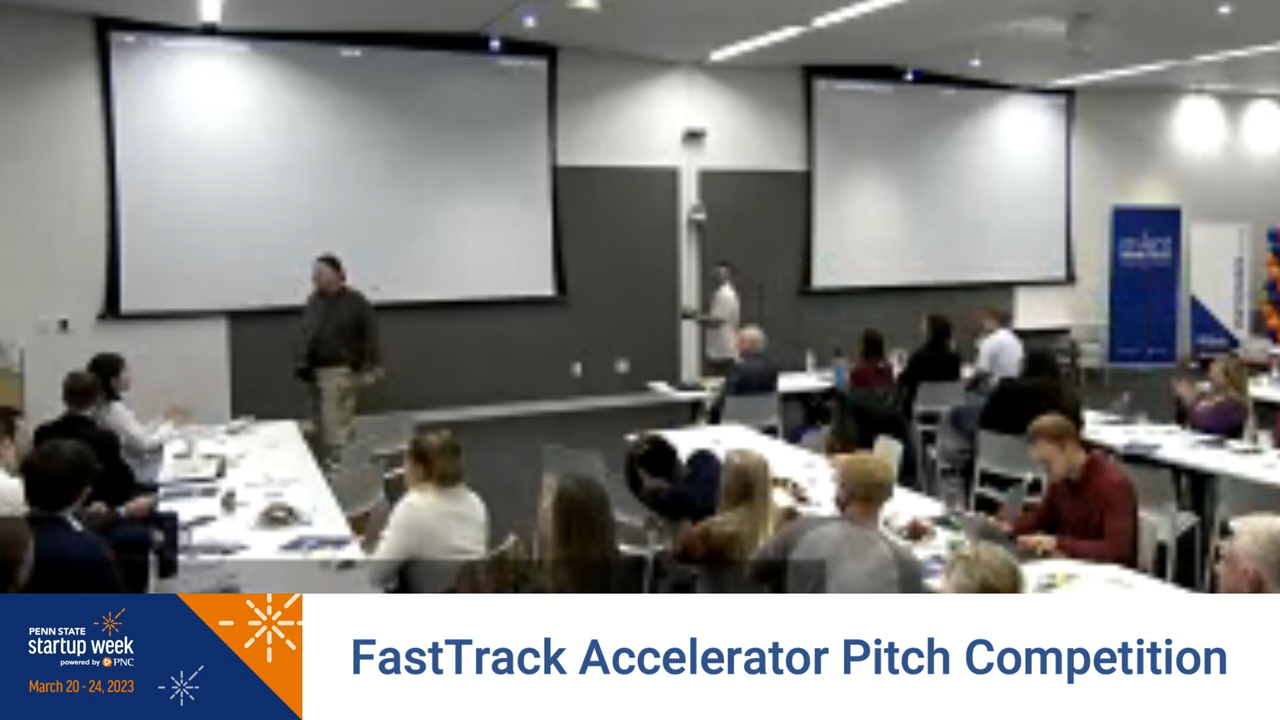 PENN STATE
startup week
powered by PNC
March 20 - 24, 2023
FastTrack Accelerator Pitch Competition